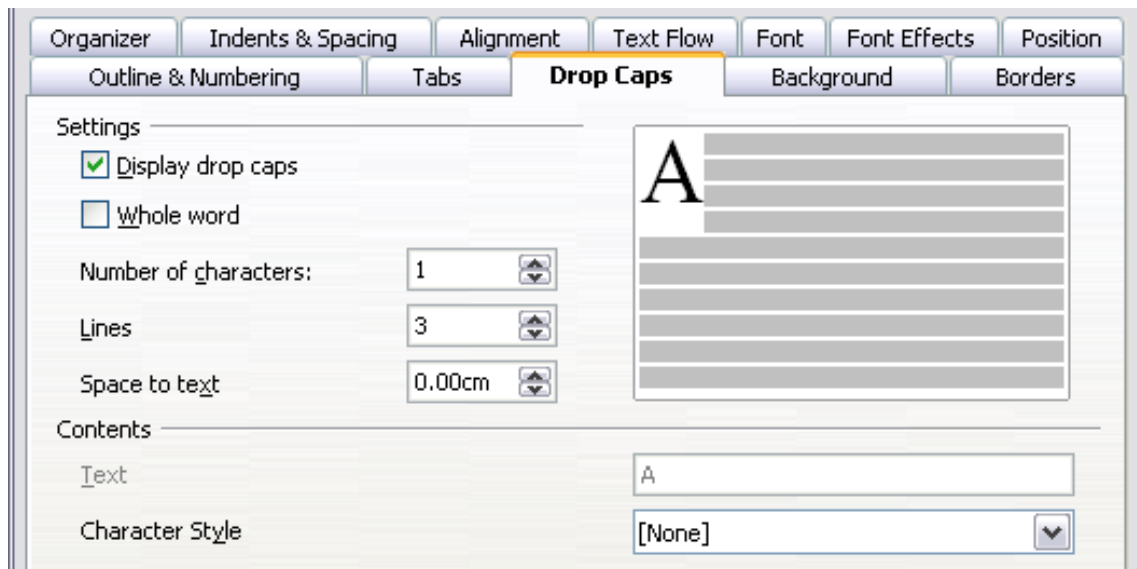 Organizer Indents & Spacing Alignment Text Flow Font Font Effects Position
Outline & Numbering Tabs Drop Caps Background Borders
Settings
Display drop caps
Whole word
Number of characters: 1
Lines 3
Space to text 0.00cm
A
Contents
Text A
Character Style [None]